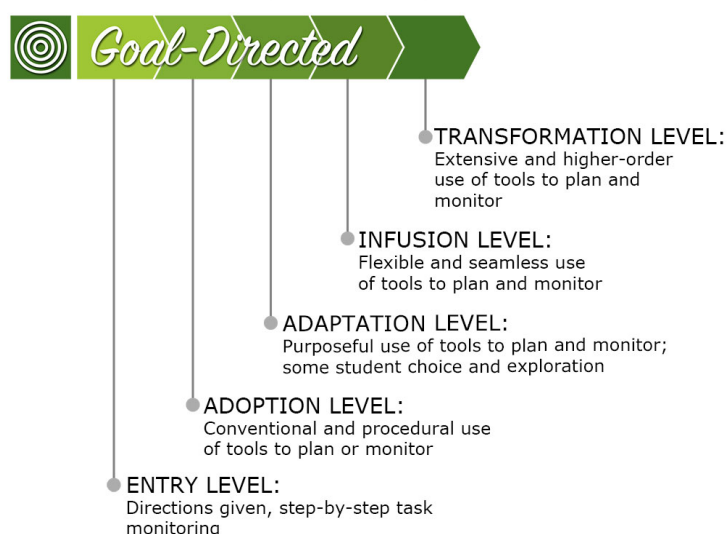 Goal-Directed
TRANSFORMATION LEVEL:
Extensive and higher-order
use of tools to plan and
monitor
INFUSION LEVEL:
Flexible and seamless use
of tools to plan and monitor
ADAPTATION LEVEL:
Purposeful use of tools to plan and monitor;
some student choice and exploration
ADOPTION LEVEL:
Conventional and procedural use
of tools to plan or monitor
ENTRY LEVEL:
Directions given, step-by-step task
monitoring